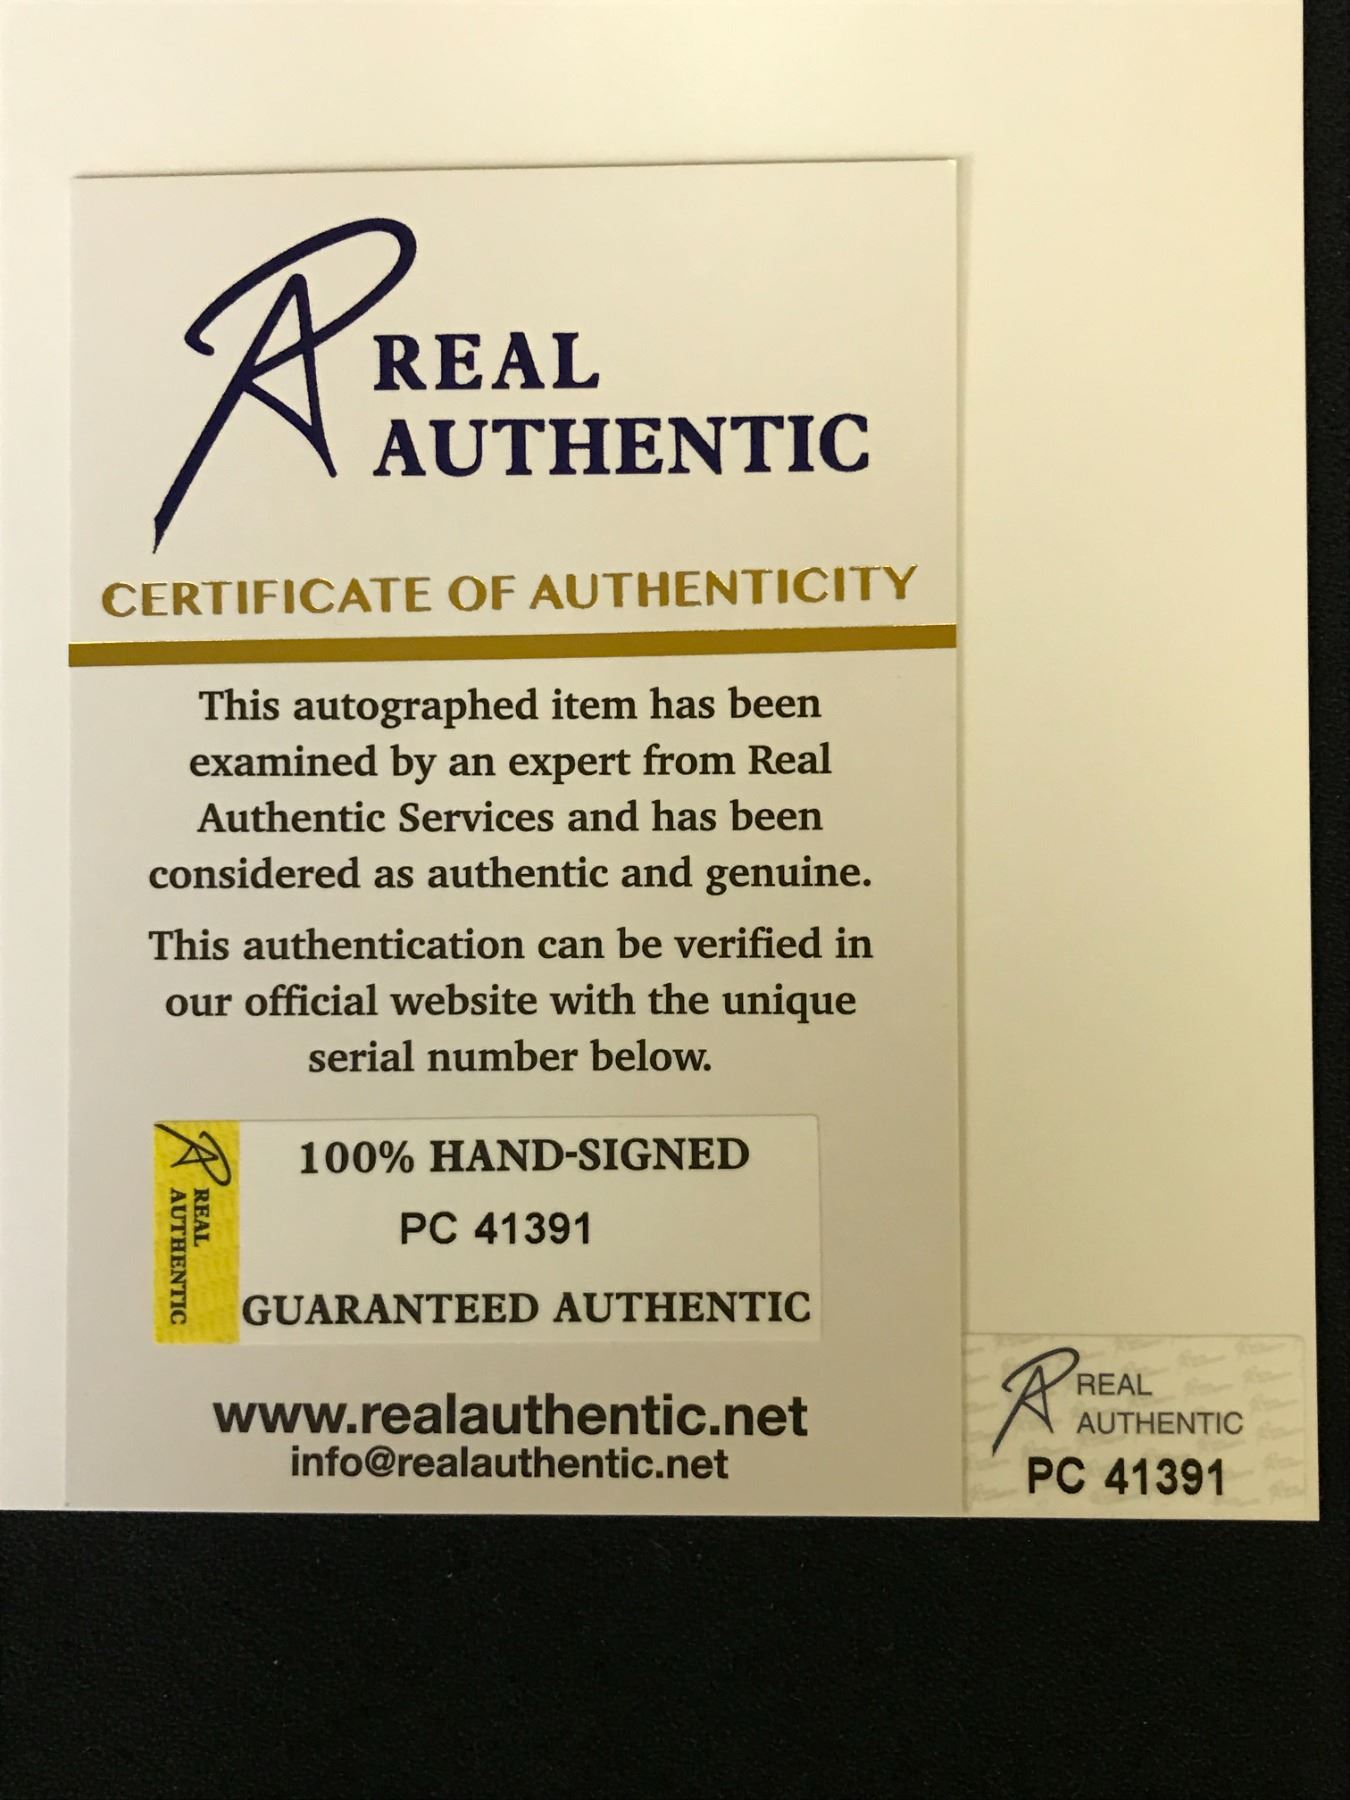 REAL
AUTHENTIC
CERTIFICATE OF AUTHENTICITY
This autographed item has been
examined by an expert from Real
Authentic Services and has been
considered as authentic and genuine.
This authentication can be verified in
our official website with the unique
serial number below.
REAL
AUTHENTIC
100% HAND-SIGNED
PC 41391
GUARANTEED AUTHENTIC
www.realauthentic.net
info@realauthentic.net
REAL
AUTHENTIC
PC 41391